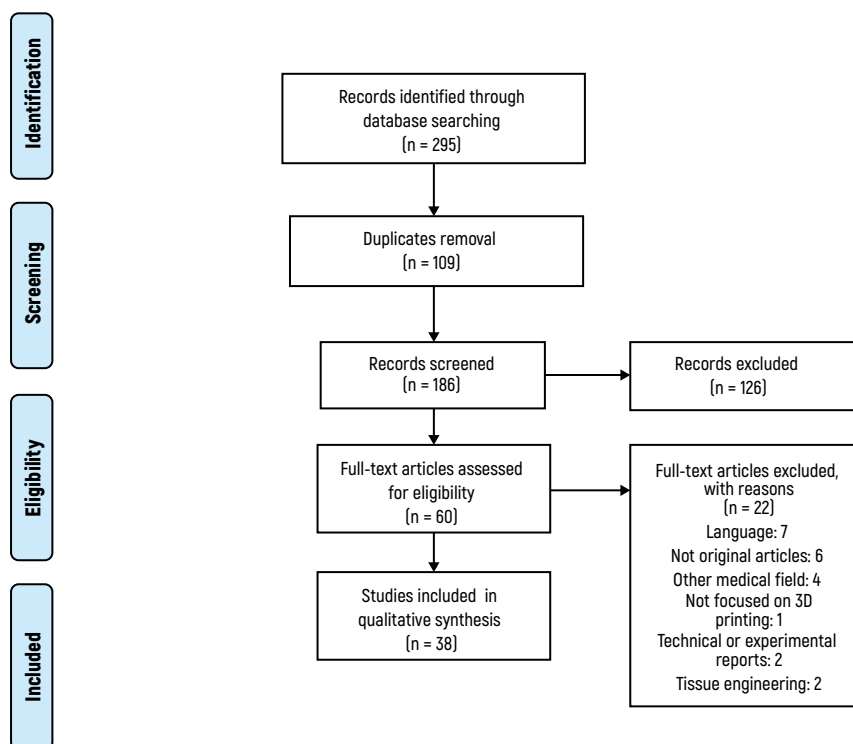 Identification
Records identified through
database searching
(n = 295)
Screening
Duplicates removal
(n = 109)
Records screened
(n = 186)
Records excluded
(n = 126)
Eligibility
Full-text articles assessed
for eligibility
(n = 60)
Full-text articles excluded,
with reasons
(n = 22)
Language: 7
Not original articles: 6
Other medical field: 4
Not focused on 3D
printing: 1
Technical or experimental
reports: 2
Tissue engineering: 2
Included
Studies included in
qualitative synthesis
(n = 38)